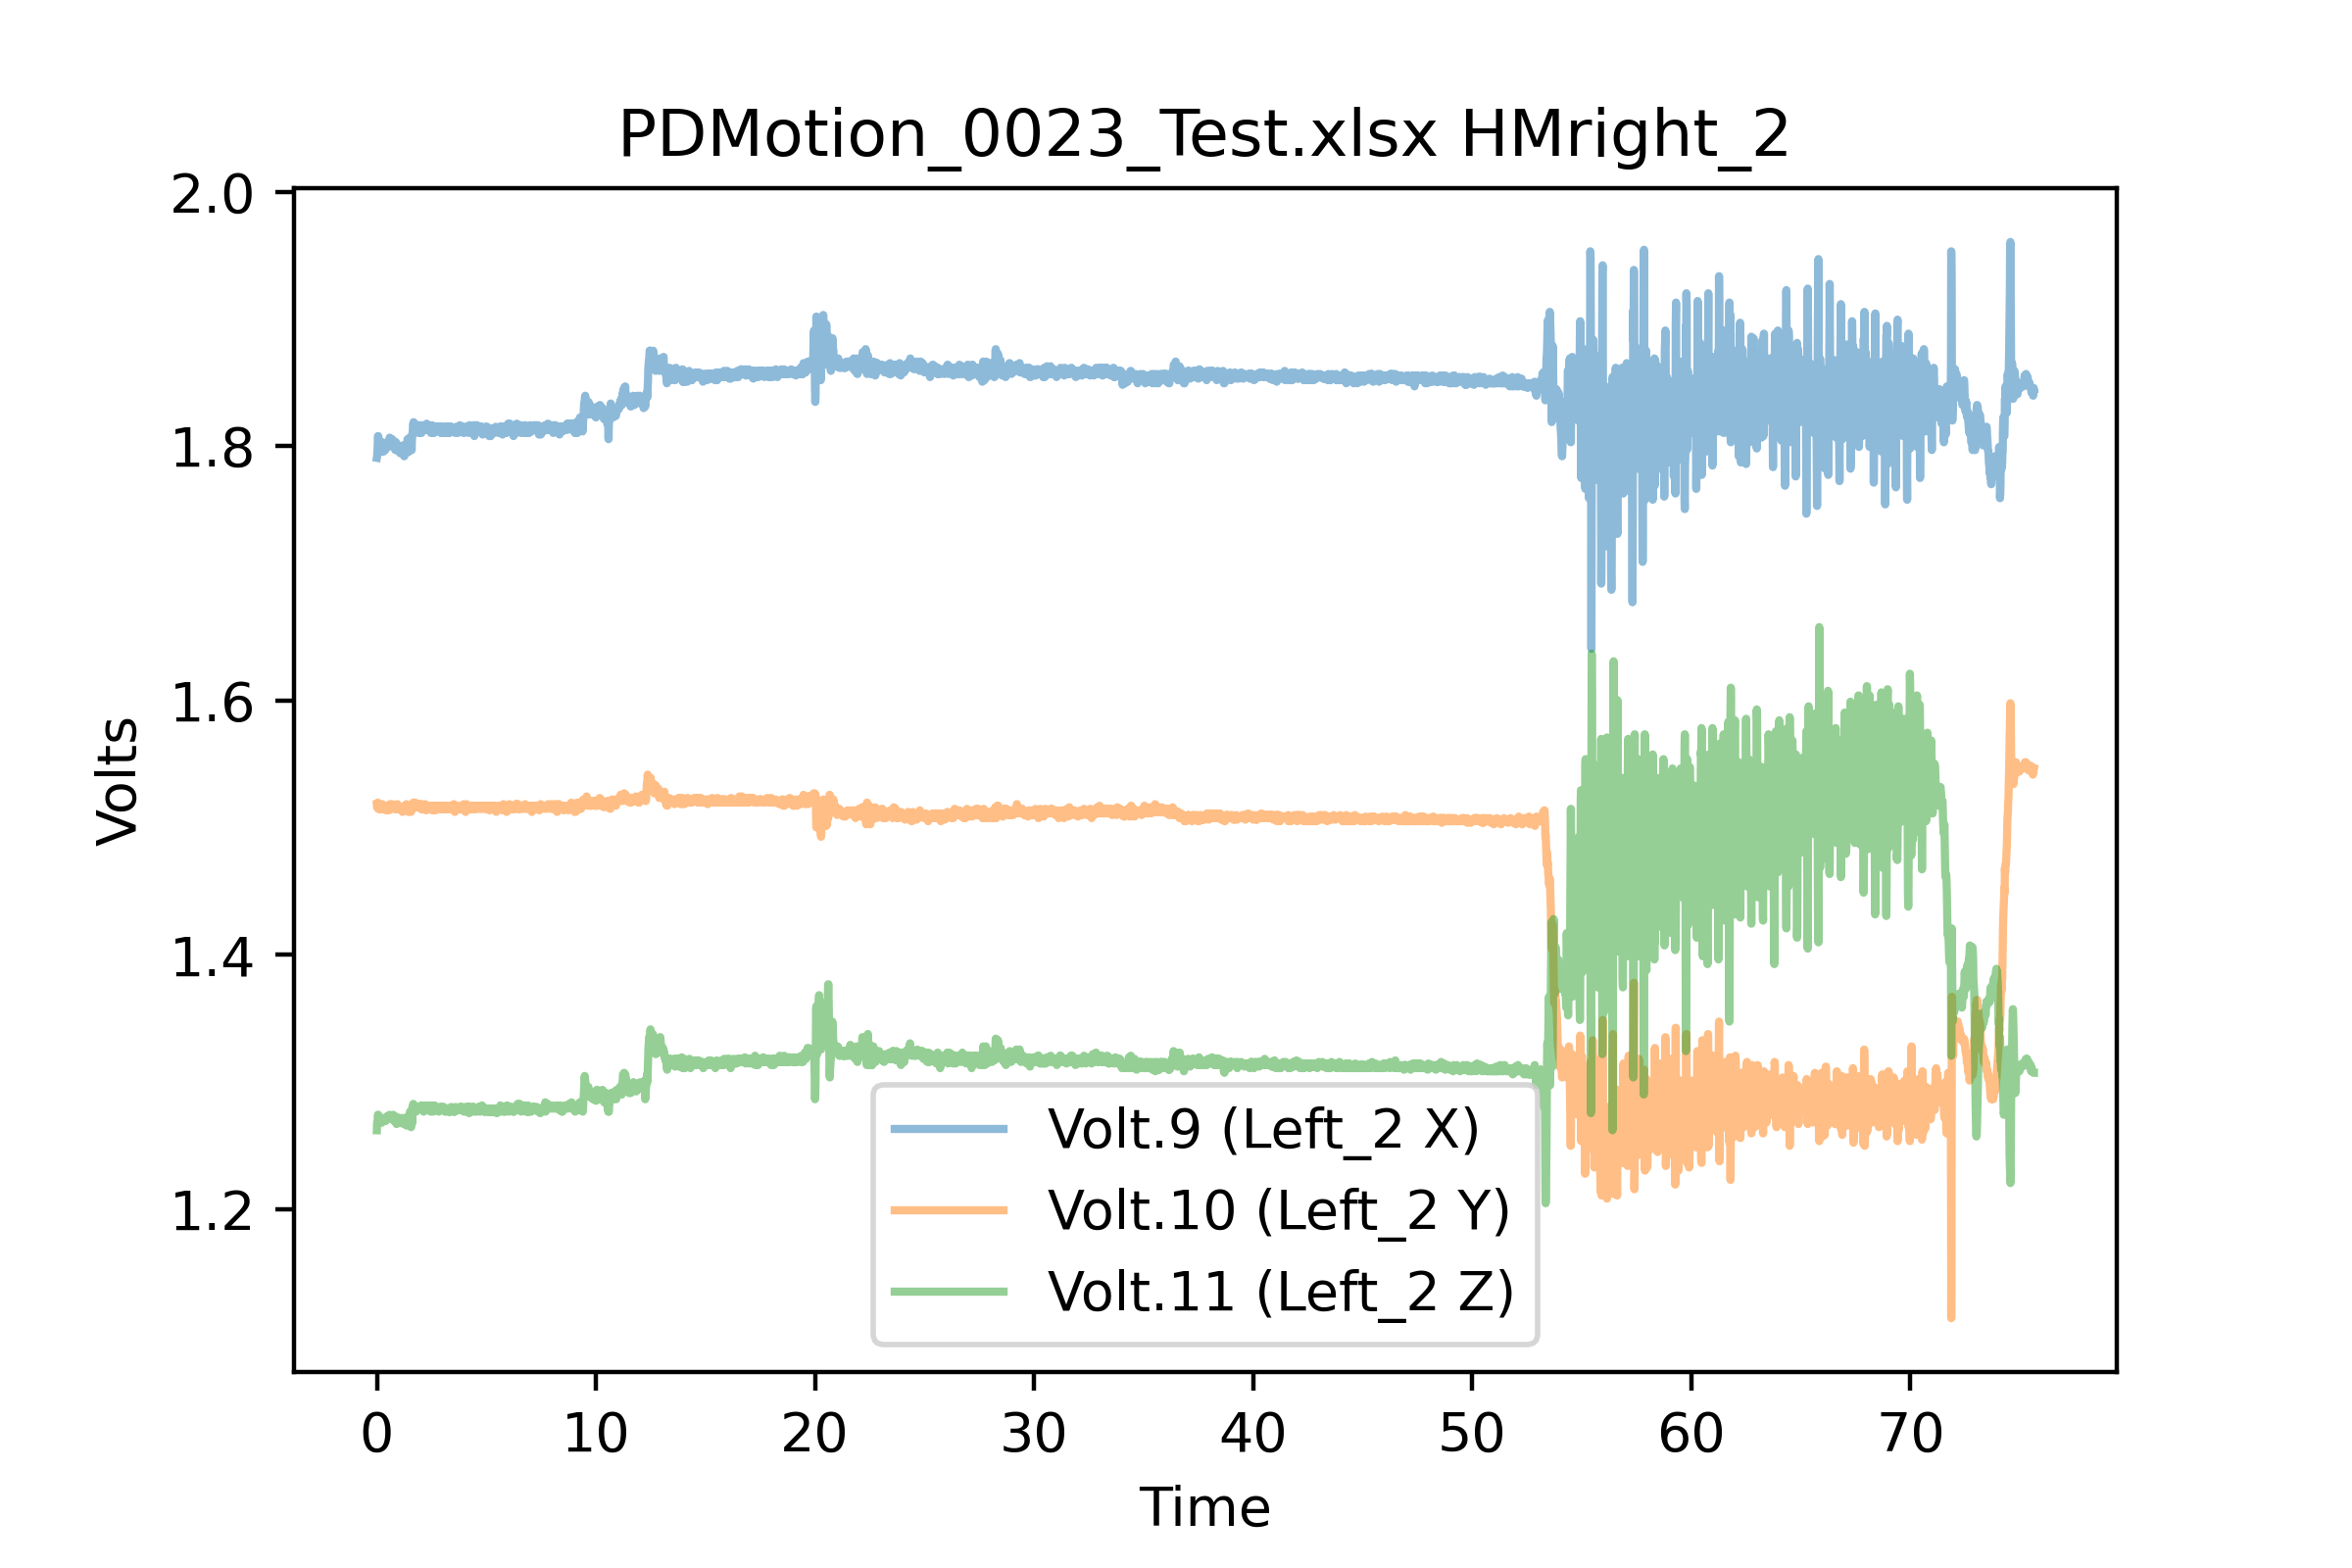 PDMotion_0023_Test.xlsx HMright_2
2.0
1.8
1.6
1.4
1.2
Volts
Volt.9 (Left_2 X)
Volt.10 (Left_2 Y)
Volt.11 (Left_2 Z)
0 10 20 30 40 50 60 70
Time